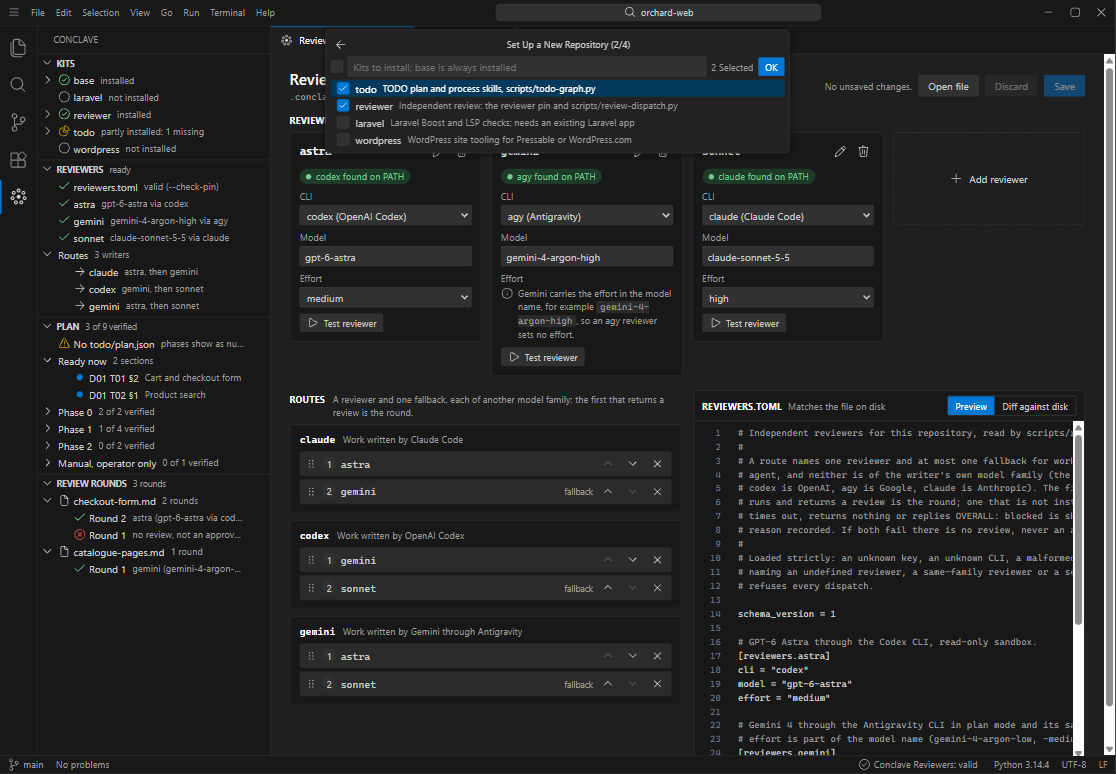 File Edit Selection View Go Run Terminal Help
orchard-web
CONCLAVE
KITS
base installed
laravel not installed
reviewer installed
todo partly installed: 1 missing
wordpress not installed
REVIEWERS ready
reviewers.toml valid (--check-pin)
astra gpt-6-astra via codex
gemini gemini-4-argon-high via agy
sonnet claude-sonnet-5-5 via claude
Routes 3 writers
claude astra, then gemini
codex gemini, then sonnet
gemini astra, then sonnet
PLAN 3 of 9 verified
No todo/plan.json phases show as nu...
Ready now 2 sections
D01 T01 §2 Cart and checkout form
D01 T02 §1 Product search
Phase 0 2 of 2 verified
Phase 1 1 of 4 verified
Phase 2 0 of 2 verified
Manual, operator only 0 of 1 verified
REVIEW ROUNDS 3 rounds
checkout-form.md 2 rounds
Round 2 astra (gpt-6-astra via cod...
Round 1 no review, not an approv...
catalogue-pages.md 1 round
Round 1 gemini (gemini-4-argon-...
Set Up a New Repository (2/4)
Kits to install; base is always installed
2 Selected
OK
todo TODO plan and process skills, scripts/todo-graph.py
reviewer Independent review: the reviewer pin and scripts/review-dispatch.py
laravel Laravel Boost and LSP checks; needs an existing Laravel app
wordpress WordPress site tooling for Pressable or WordPress.com
No unsaved changes.
Open file
Discard
Save
astra
codex found on PATH
CLI
codex (OpenAI Codex)
Model
gpt-6-astra
Effort
medium
Test reviewer
gemini
agy found on PATH
CLI
agy (Antigravity)
Model
gemini-4-argon-high
Effort
Gemini carries the effort in the model
name, for example gemini-4-
argon-high, so an agy reviewer
sets no effort.
Test reviewer
sonnet
claude found on PATH
CLI
claude (Claude Code)
Model
claude-sonnet-5-5
Effort
high
Test reviewer
Add reviewer
ROUTES A reviewer and one fallback, each of another model family: the first that returns a
review is the round.
claude Work written by Claude Code
1 astra
2 gemini fallback
codex Work written by OpenAI Codex
1 gemini
2 sonnet fallback
gemini Work written by Gemini through Antigravity
1 astra
2 sonnet fallback
REVIEWERS.TOML Matches the file on disk
Preview
Diff against disk
1 # Independent reviewers for this repository, read by scripts/
2 #
3 # A route names one reviewer and at most one fallback for work
4 # agent, and neither is of the writer's own model family (the
5 # codex is OpenAI, agy is Google, claude is Anthropic). The
6 # runs and returns a review is the round; one that is not
7 # times out, returns nothing or replies OVERALL: blocked is
8 # reason recorded. If both fail there is no review, never an
9 #
10 # Loaded strictly: an unknown key, an unknown CLI, a malformed
11 # naming an undefined reviewer, a same-family reviewer or a
12 # refuses every dispatch.
13
14 schema_version = 1
15
16 # GPT-6 Astra through the Codex CLI, read-only sandbox.
17 [reviewers.astra]
18 cli = "codex"
19 model = "gpt-6-astra"
20 effort = "medium"
21
22 # Gemini 4 through the Antigravity CLI in plan mode and its
23 # effort is part of the model name (gemini-4-argon-low,
24 [reviewers.gemini]
main
No problems
Conclave Reviewers: valid
Python 3.14.4
UTF-8
LF